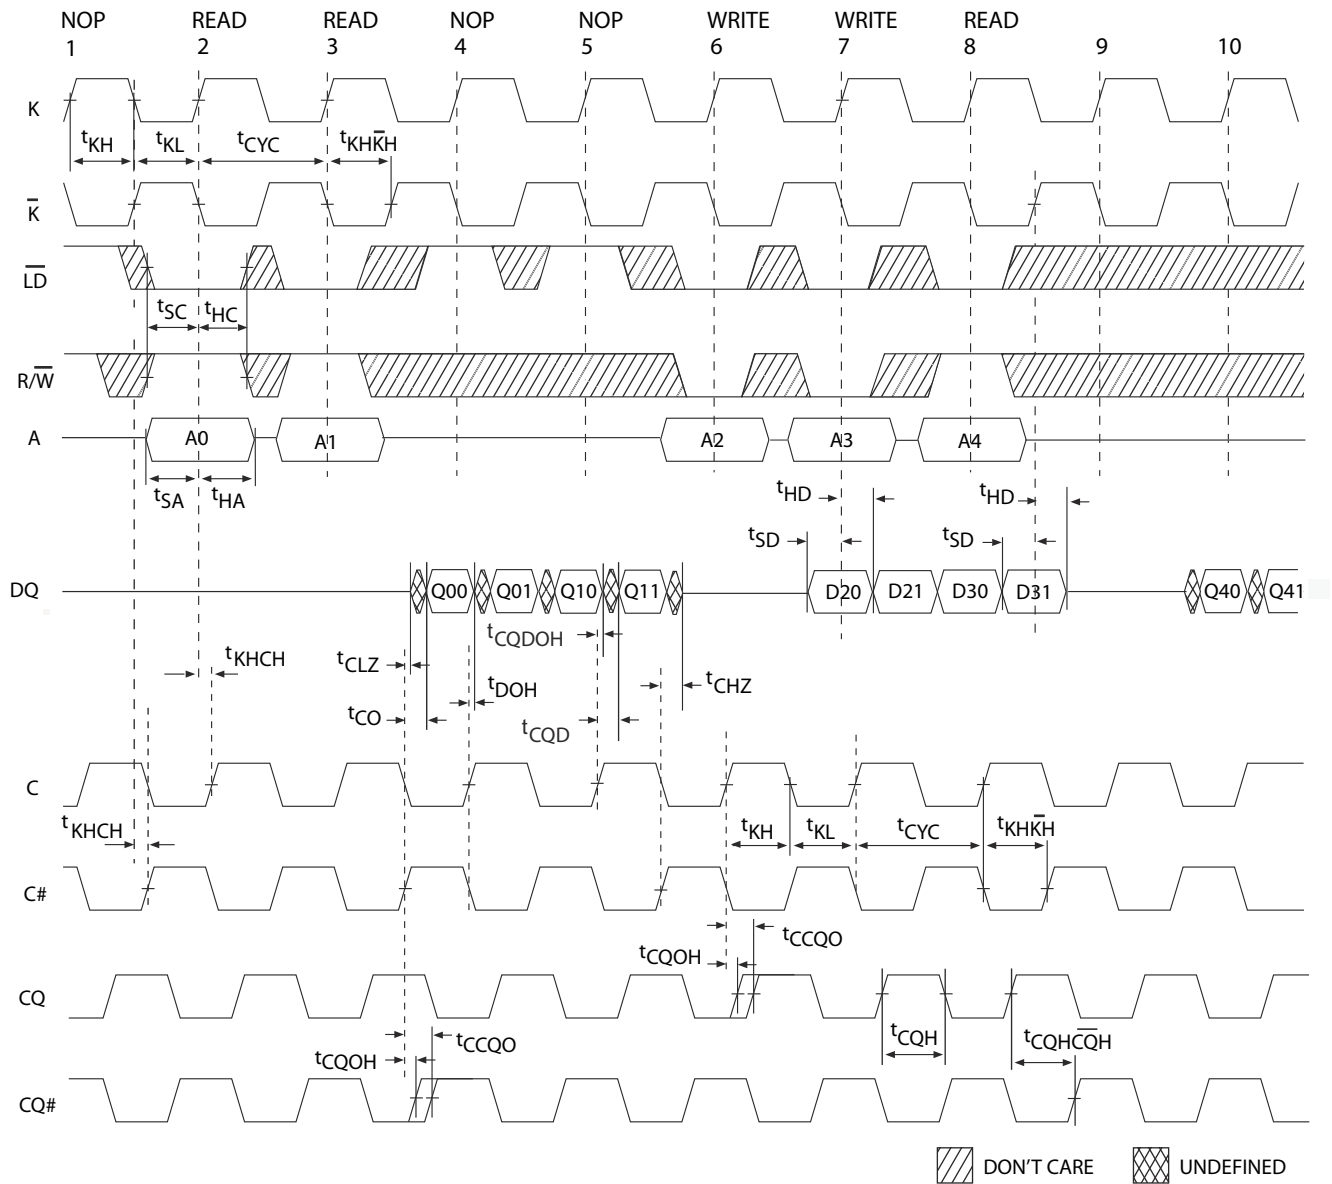 NOP READ READ NOP NOP WRITE WRITE READ
1 2 3 4 5 6 7 8 9 10
K
tKH tKL tCYC tKHK̅H
K̅
L̅D̅
tSC tHC
R/W̅
A A0 A1 A2 A3 A4
tSA tHA tHD tHD
tSD tSD
DQ Q00 Q01 Q10 Q11 D20 D21 D30 D31 Q40 Q41
tCQDOH
tKHCH tCLZ tDOH tCHZ
tCO tCQD
C
tKHCH tKH tKL tCYC tKHK̅H
C#
tCCQO
tCQOH
CQ
tCQH tCQHC̅Q̅H
tCCQO
tCQOH
CQ#
DON'T CARE UNDEFINED